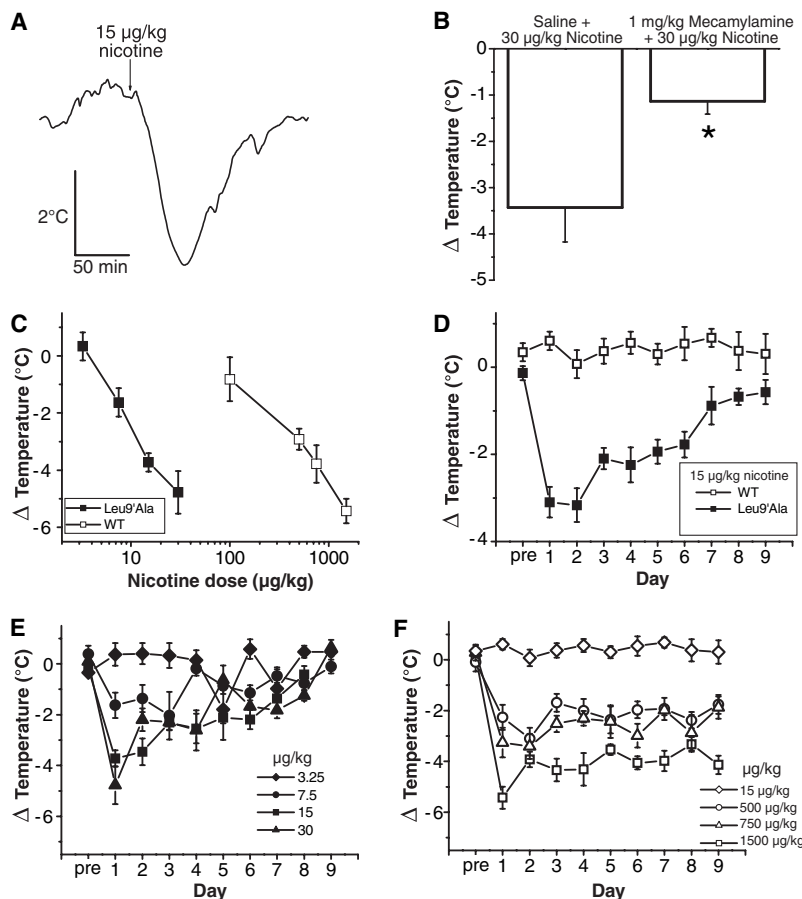 A
15 µg/kg
nicotine
2°C
50 min
B
Saline +
30 µg/kg Nicotine
1 mg/kg Mecamylamine
+ 30 µg/kg Nicotine
0
-1
-2
-3
-4
-5
Δ Temperature (°C)
*
C
Δ Temperature (°C)
0
-2
-4
-6
Leu9'Ala
WT
10
100
1000
Nicotine dose (µg/kg)
D
Δ Temperature (°C)
0
-2
-4
15 µg/kg nicotine
WT
Leu9'Ala
pre 1 2 3 4 5 6 7 8 9
Day
E
Δ Temperature (°C)
0
-2
-4
-6
µg/kg
3.25
7.5
15
30
pre 1 2 3 4 5 6 7 8 9
Day
F
Δ Temperature (°C)
0
-2
-4
-6
µg/kg
15 µg/kg
500 µg/kg
750 µg/kg
1500 µg/kg
pre 1 2 3 4 5 6 7 8 9
Day